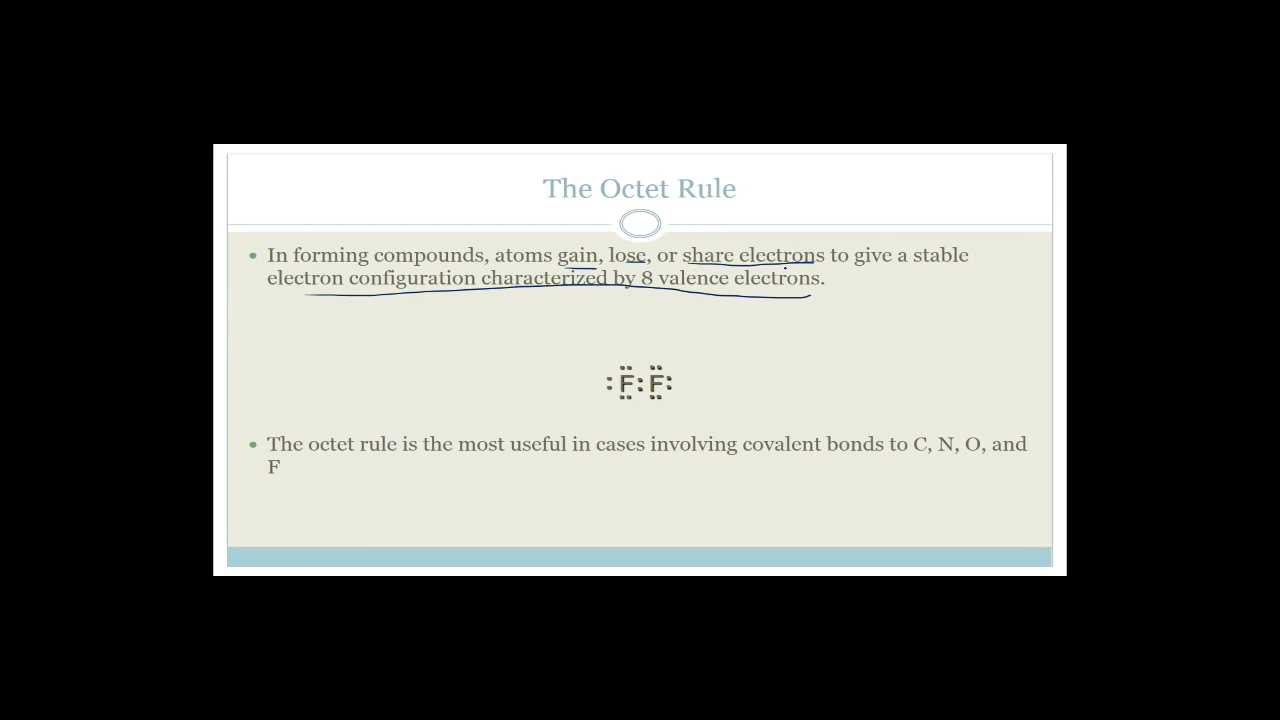 The Octet Rule
• In forming compounds, atoms gain, lose, or share electrons to give a stable
electron configuration characterized by 8 valence electrons.
F F
• The octet rule is the most useful in cases involving covalent bonds to C, N, O, and
F